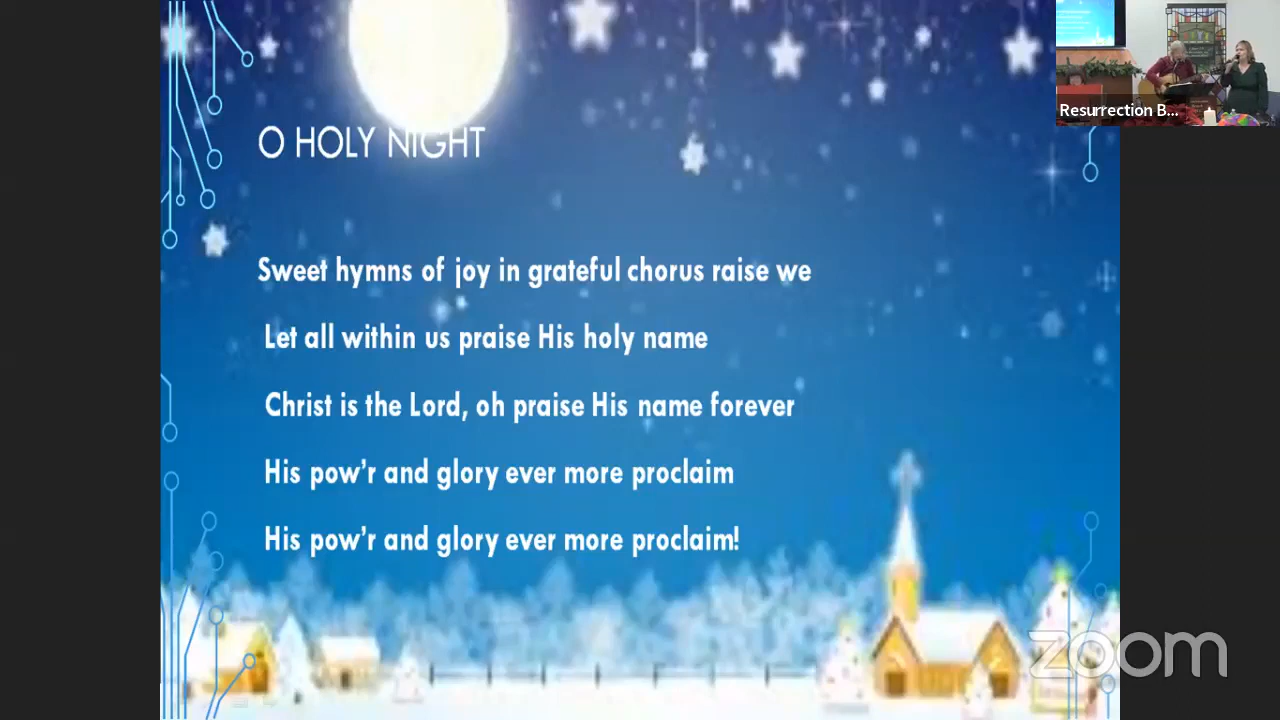 O HOLY NIGHT
Sweet hymns of joy in grateful chorus raise we
Let all within us praise His holy name
Christ is the Lord, oh praise His name forever
His pow’r and glory ever more proclaim
His pow’r and glory ever more proclaim!
Resurrection B...
zoom